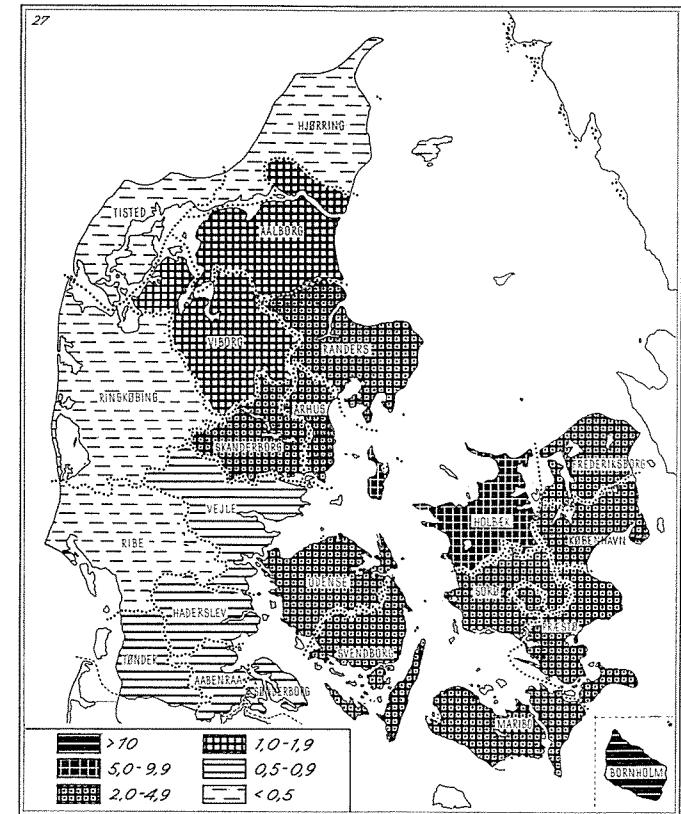 27
HJØRRING
TISTED
AALBORG
VIBORG
RANDERS
RINGKØBING
ÅRHUS
SKANDERBORG
FREDERIKSBORG
VEJLE
HOLBÆK
KØBENHAVN
RIBE
ODENSE
SORØ
HADERSLEV
PRÆSTØ
SVENDBORG
TØNDER
AABENRAA
SØNDERBORG
MARIBO
BORNHOLM
>10
1,0-1,9
5,0-9,9
0,5-0,9
2,0-4,9
<0,5